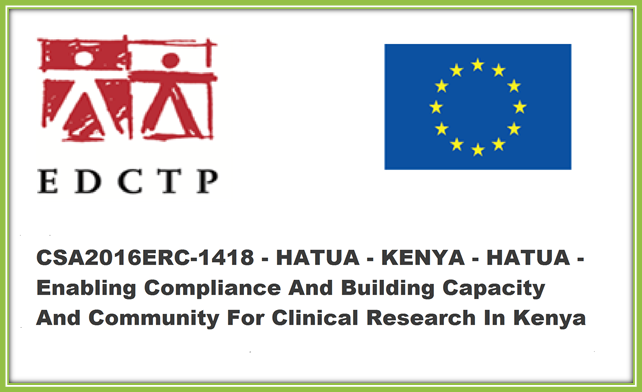 EDCTP
CSA2016ERC-1418 - HATUA - KENYA - HATUA -
Enabling Compliance And Building Capacity
And Community For Clinical Research In Kenya